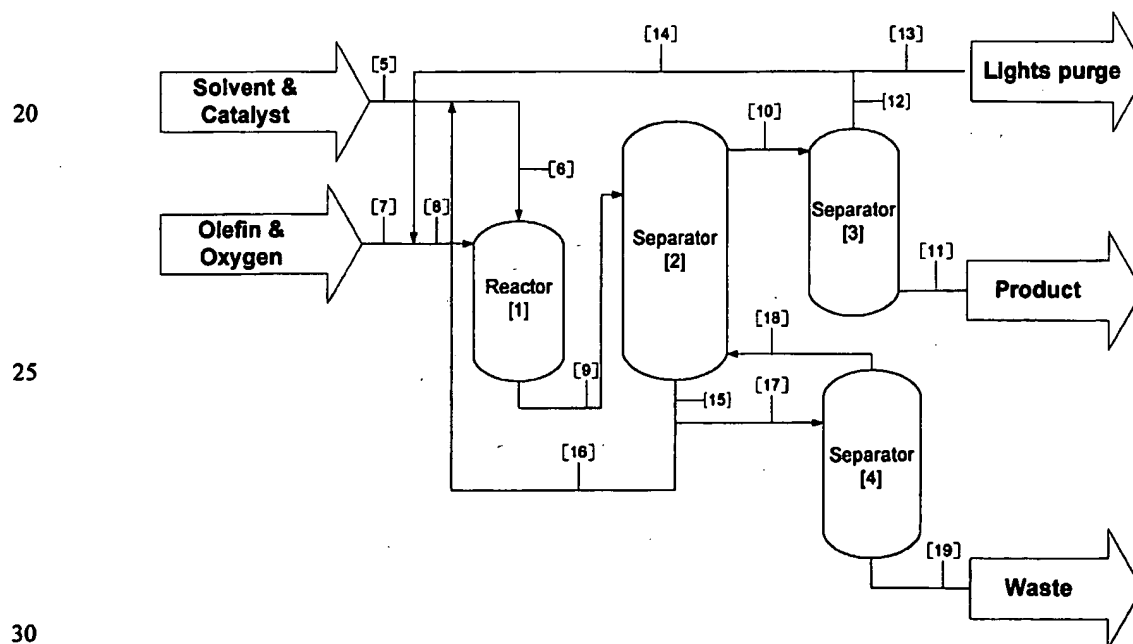 [14]
[13]
[5]
Solvent &
Catalyst
Lights purge
20
[10]
[12]
[6]
[7]
[8]
Olefin &
Oxygen
Separator
[2]
Separator
[3]
[11]
Reactor
[1]
Product
[18]
25
[9]
[15]
[17]
[16]
Separator
[4]
[19]
Waste
30